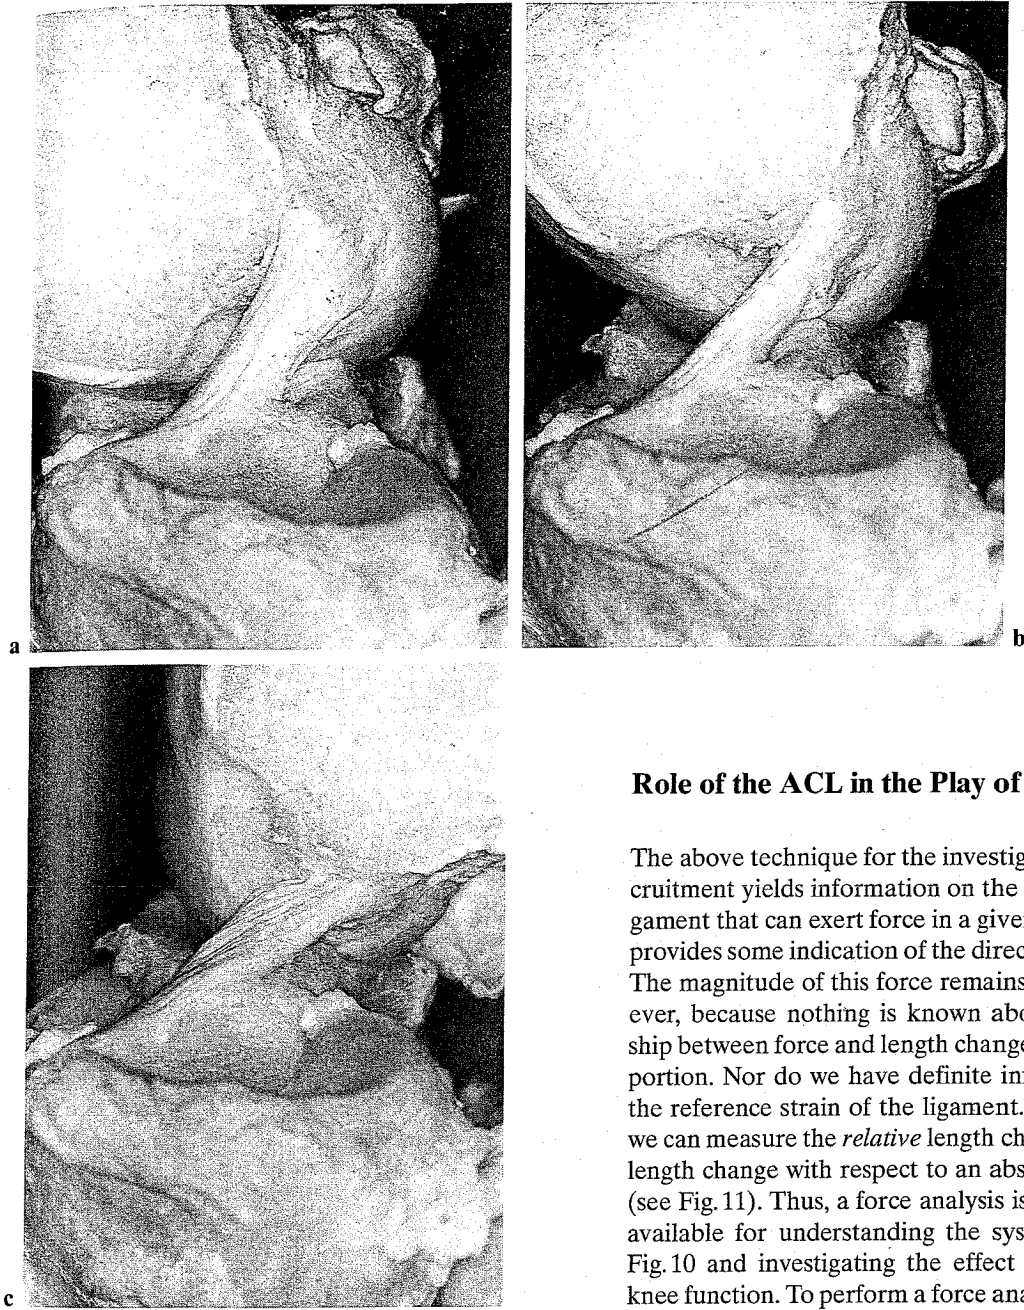 a
b
c
Role of the ACL in the Play of
The above technique for the investig
cruitment yields information on the
gament that can exert force in a give
provides some indication of the direc
The magnitude of this force remains
ever, because nothing is known abo
ship between force and length change
portion. Nor do we have definite in
the reference strain of the ligament.
we can measure the relative length ch
length change with respect to an abs
(see Fig. 11). Thus, a force analysis is
available for understanding the sys
Fig. 10 and investigating the effect
knee function. To perform a force ana